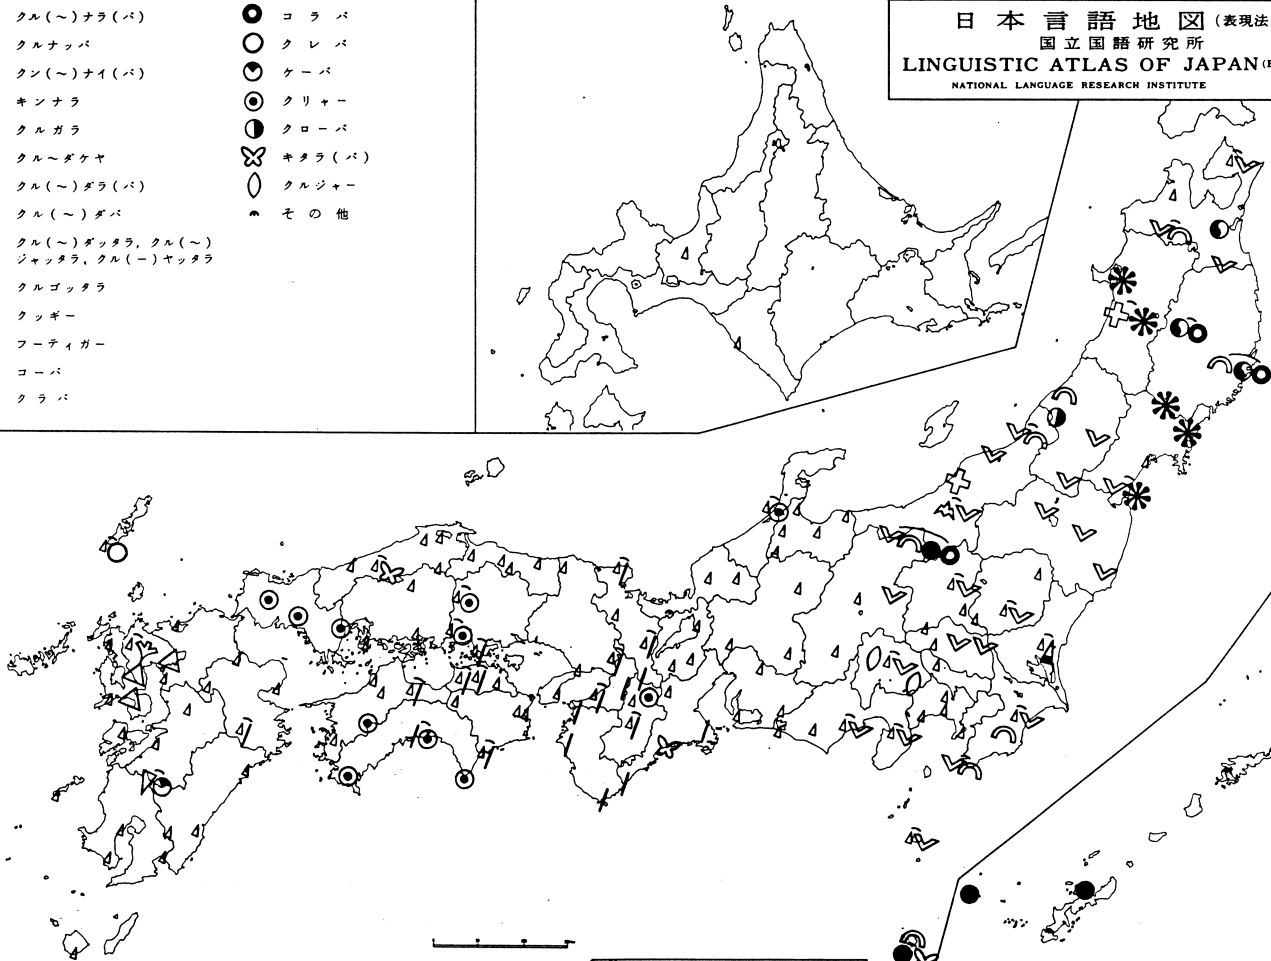 クル(〜)ナラ(バ)
クルナッバ
クン(〜)ナイ(バ)
キンナラ
クルガラ
クル〜ダケヤ
クル(〜)ダラ(バ)
クル(〜)ダバ
クル(〜)ダッタラ，クル(〜)
ジャッタラ，クル(ー)ヤッタラ
クルゴッタラ
クッギー
フーティガー
コーバ
クラバ
コラバ
クレバ
ケーバ
クリャー
クローバ
キタラ(バ)
クルジャー
その他
日本言語地図(表現法
国立国語研究所
LINGUISTIC ATLAS OF JAPAN
NATIONAL LANGUAGE RESEARCH INSTITUTE